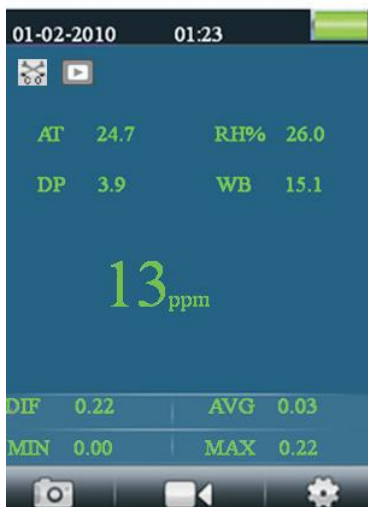 01-02-2010 01:23
CO
AT 24.7 RH% 26.0
DP 3.9 WB 15.1
13ppm
DIF 0.22 AVG 0.03
MIN 0.00 MAX 0.22